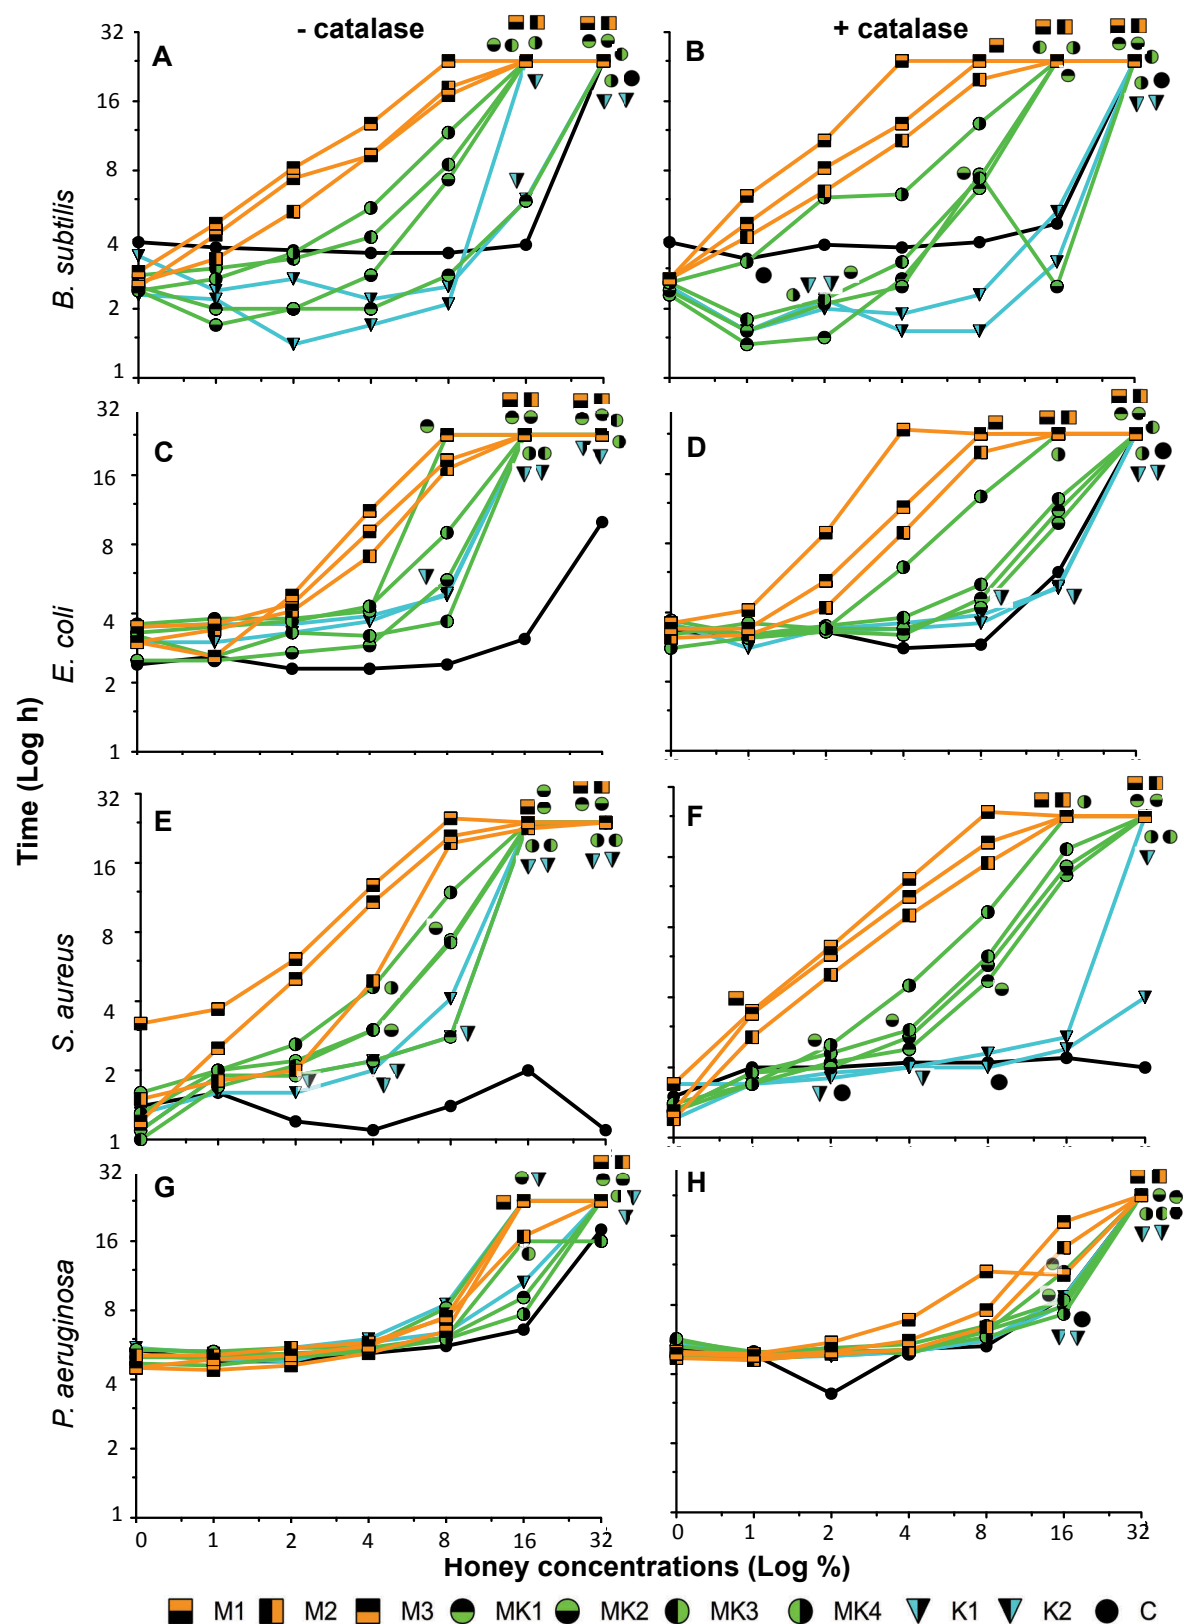 - catalase
+ catalase
A
32
16
8
4
2
1
B. subtilis
B
C
32
16
8
4
2
1
E. coli
D
Time (Log h)
E
32
16
8
4
2
1
S. aureus
F
G
32
16
8
4
2
1
P. aeruginosa
H
0 1 2 4 8 16 32
0 1 2 4 8 16 32
Honey concentrations (Log %)
M1 M2 M3 MK1 MK2 MK3 MK4 K1 K2 C